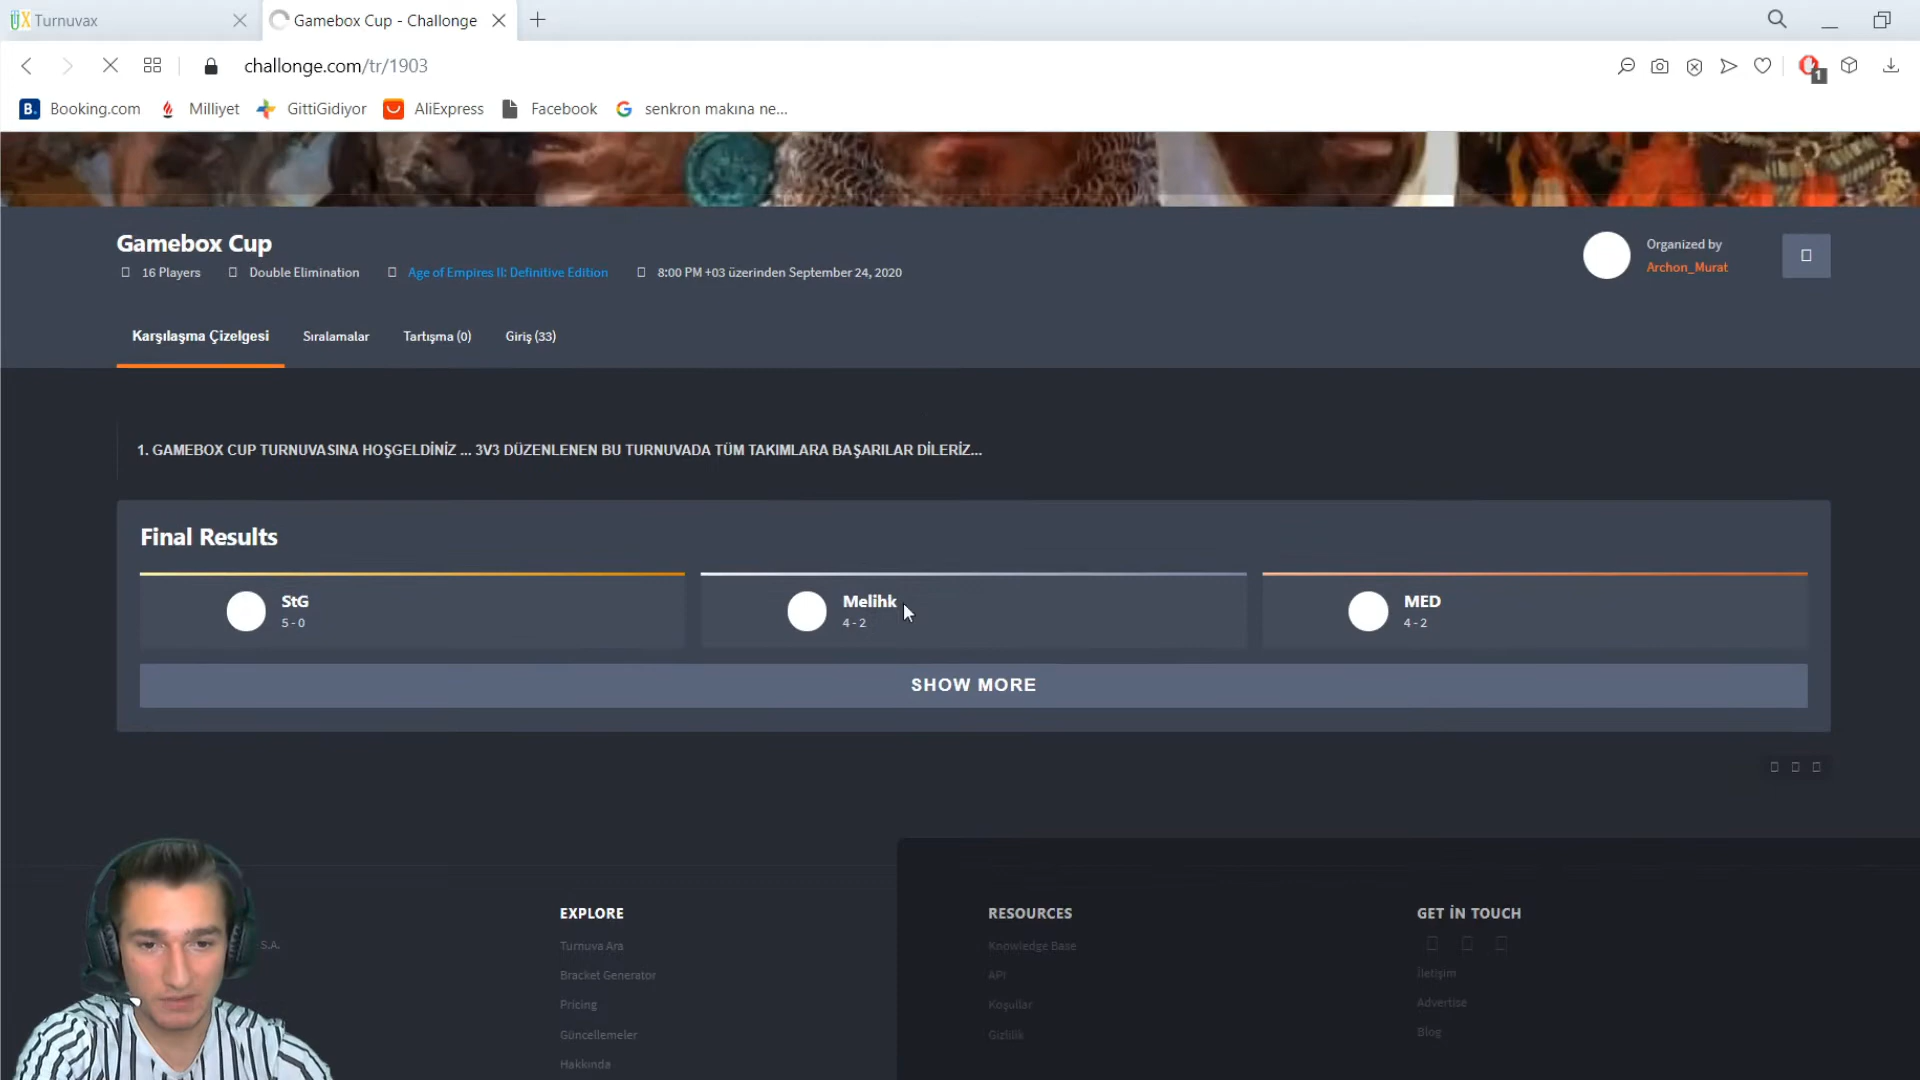 Turnuvax
Gamebox Cup - Challonge
challonge.com/tr/1903
1
B. Booking.com
Milliyet
GittiGidiyor
AliExpress
Facebook
senkron makına ne...
Gamebox Cup
16 Players
Double Elimination
Age of Empires II: Definitive Edition
8:00 PM +03 üzerinden September 24, 2020
Organized by
Archon_Murat
Karşılaşma Çizelgesi
Sıralamalar
Tartışma (0)
Giriş (33)
1. GAMEBOX CUP TURNUVASINA HOŞGELDİNİZ ... 3V3 DÜZENLENEN BU TURNUVADA TÜM TAKIMLARA BAŞARILAR DİLERİZ...
Final Results
StG
5 - 0
Melihk
4 - 2
MED
4 - 2
SHOW MORE
S.A.
EXPLORE
Turnuva Ara
Bracket Generator
Pricing
Güncellemeler
Hakkında
RESOURCES
Knowledge Base
API
Koşullar
Gizlilik
GET İN TOUCH
İletişim
Advertise
Blog